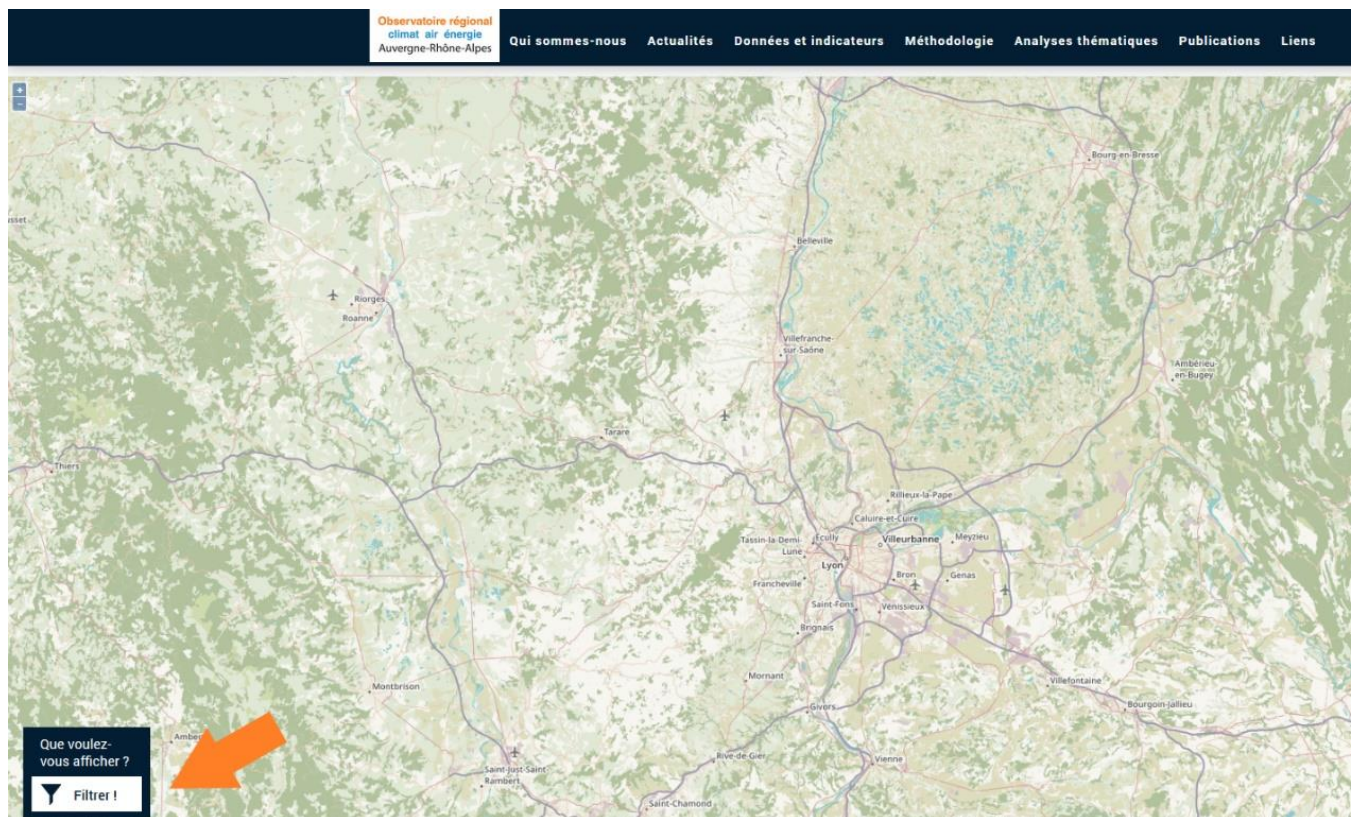 Observatoire régional
climat air énergie
Auvergne-Rhône-Alpes
Qui sommes-nous Actualités Données et indicateurs Méthodologie Analyses thématiques Publications Liens
+
−
Bourg-en-Bresse
sset
Belleville
Riorges
Roanne
Villefranche-
sur-Saône
Ambérieu-
en-Bugey
Tarare
Thiers
Rillieux-la-Pape
Caluire-et-Cuire
Tassin-la-Demi-
Lune
Écully
Villeurbanne
Meyzieu
Lyon
Francheville
Bron
Genas
Saint-Fons
Vénissieux
Brignais
Mornant
Montbrison
Villefontaine
Givors
Bourgoin-Jallieu
Ambe
Rive-de-Gier
Vienne
Saint-Just-Saint-
Rambert
Saint-Chamond
Que voulez-
vous afficher ?
Filtrer !